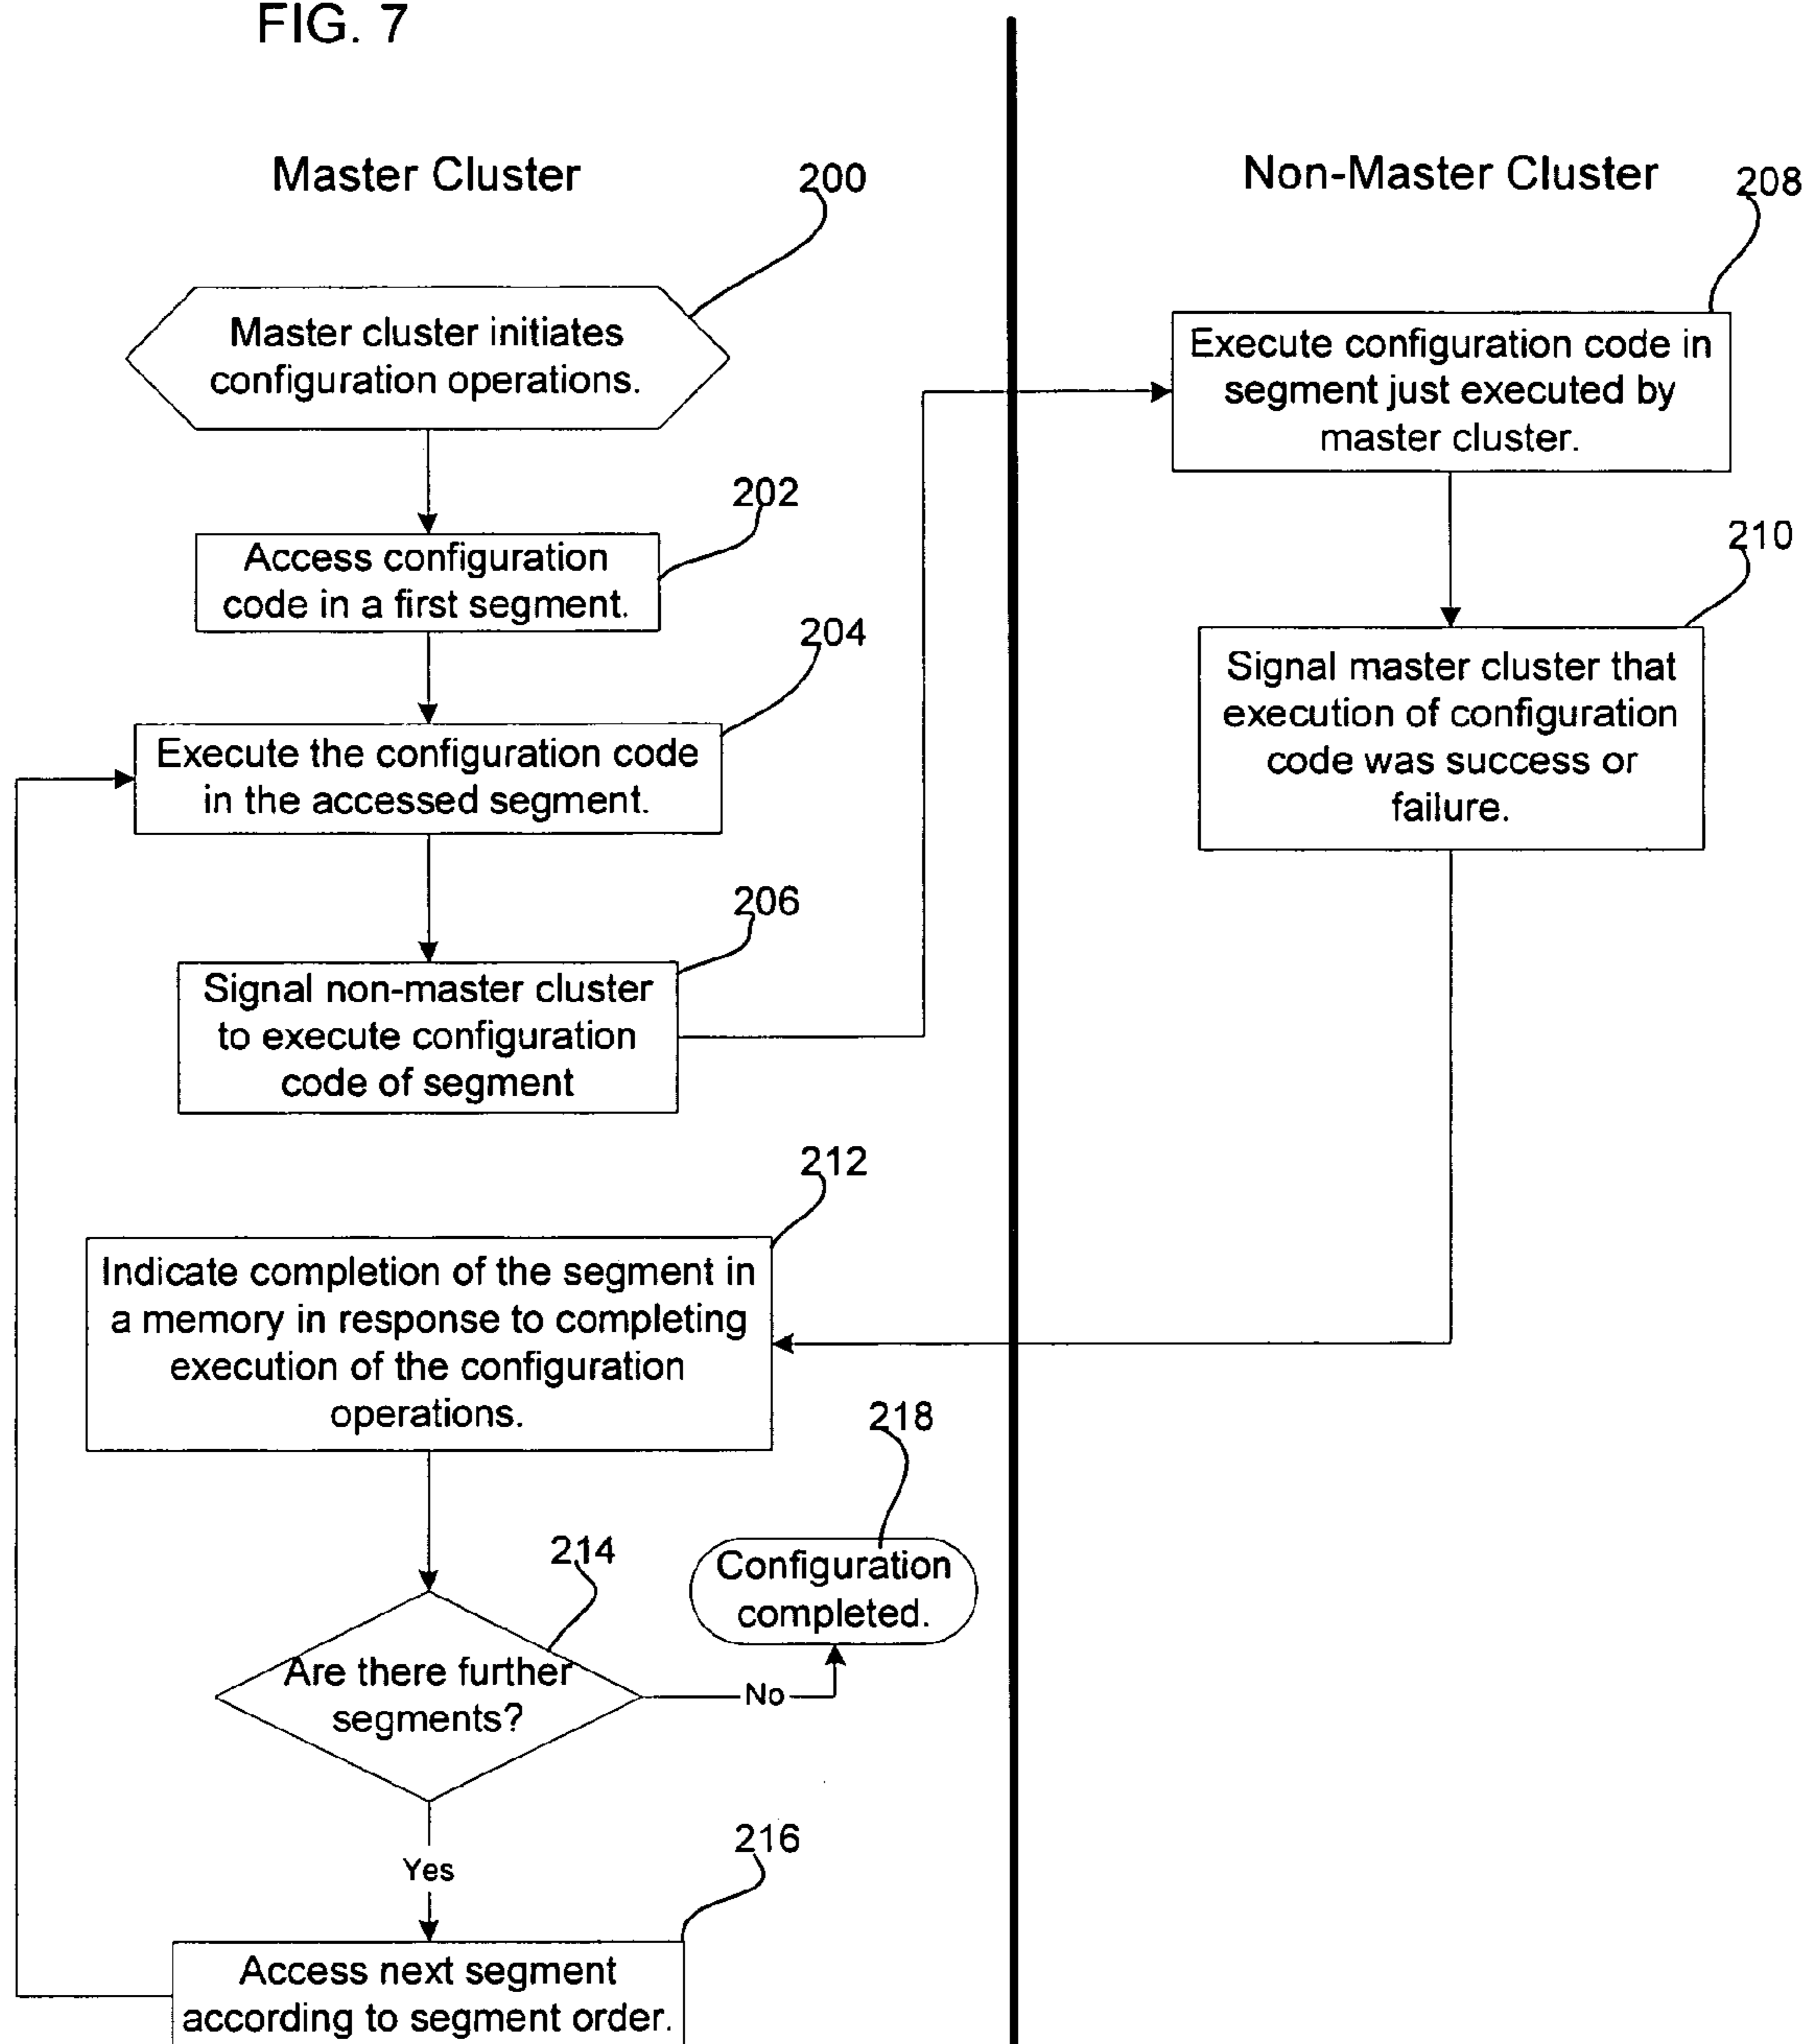 FIG. 7
Master Cluster
200
Master cluster initiates
configuration operations.
202
Access configuration
code in a first segment.
204
Execute the configuration code
in the accessed segment.
206
Signal non-master cluster
to execute configuration
code of segment
212
Indicate completion of the segment in
a memory in response to completing
execution of the configuration
operations.
214
Are there further
segments?
No
218
Configuration
completed.
Yes
216
Access next segment
according to segment order.
Non-Master Cluster
208
Execute configuration code in
segment just executed by
master cluster.
210
Signal master cluster that
execution of configuration
code was success or
failure.